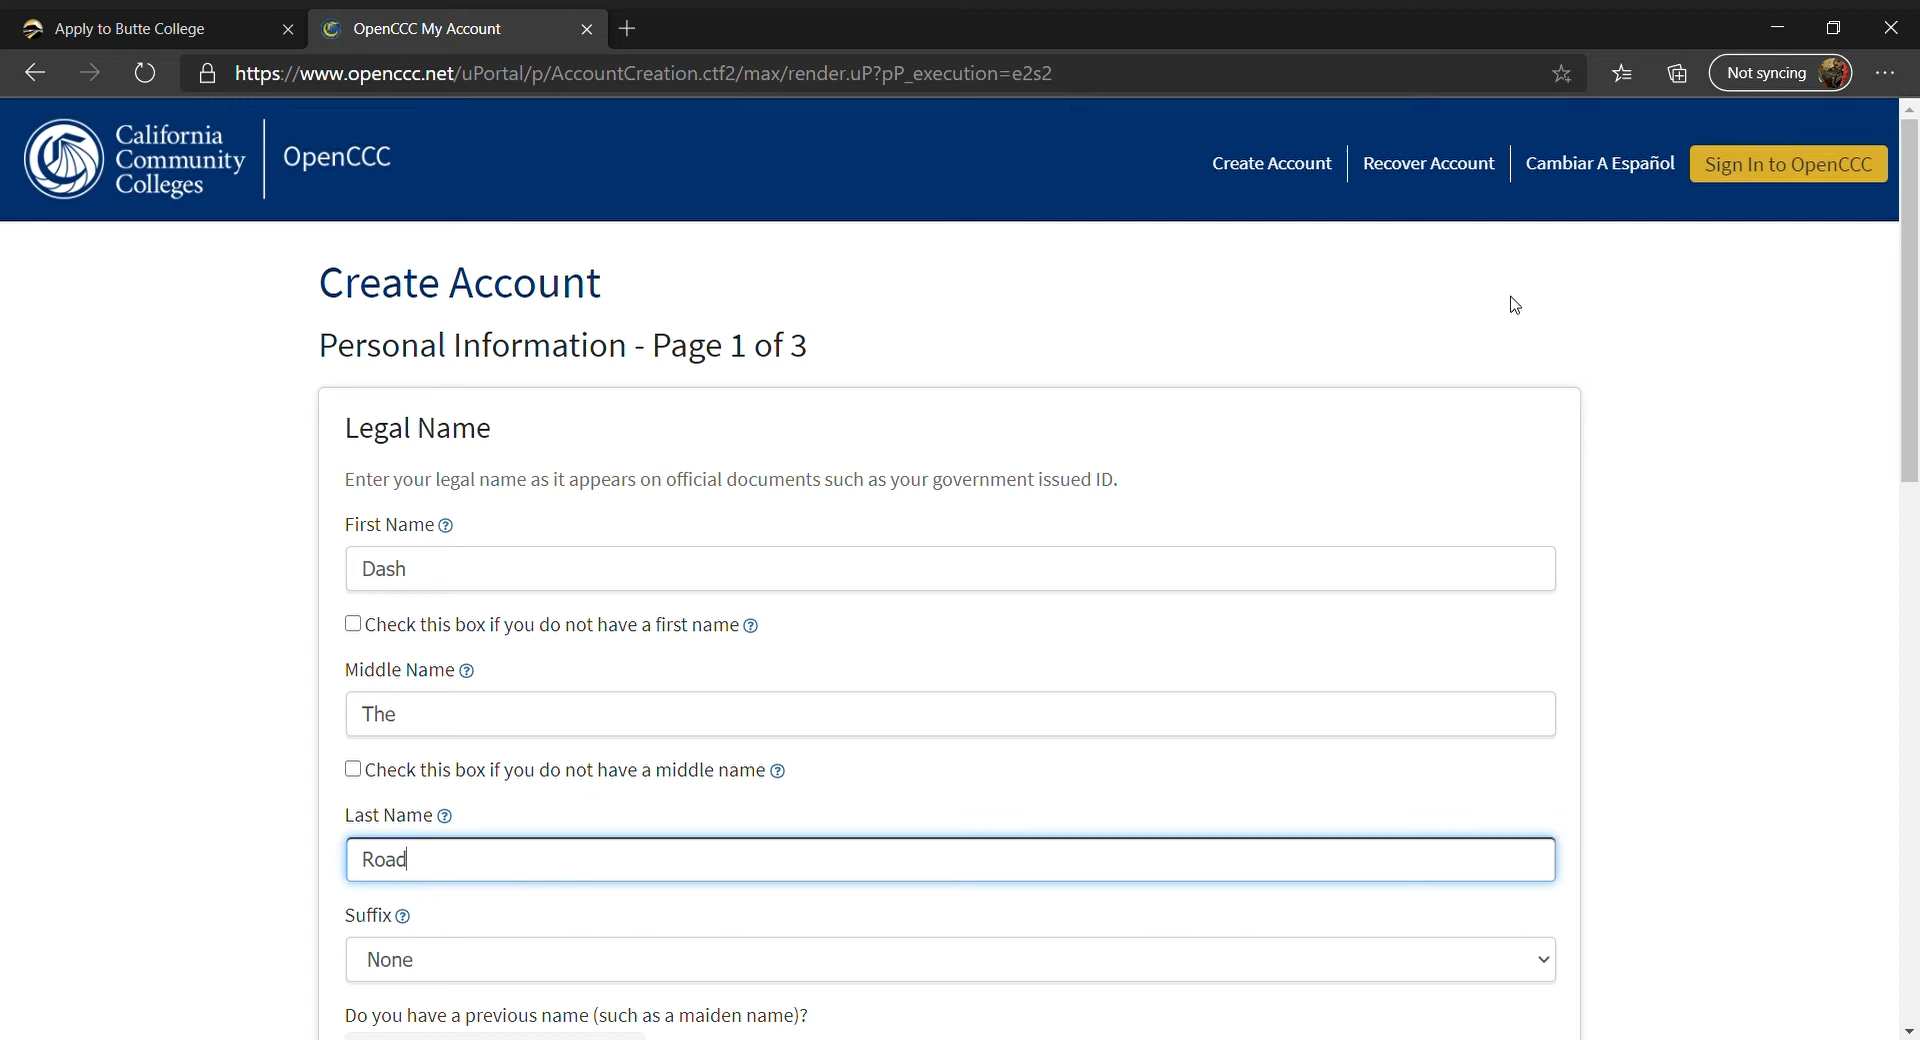 Apply to Butte College
OpenCCC My Account
https://www.openccc.net/uPortal/p/AccountCreation.ctf2/max/render.uP?pP_execution=e2s2
Not syncing
California
Community
Colleges
OpenCCC
Create Account
Recover Account
Cambiar A Español
Sign In to OpenCCC
Create Account
Personal Information - Page 1 of 3
Legal Name
Enter your legal name as it appears on official documents such as your government issued ID.
First Name
Dash
Check this box if you do not have a first name
Middle Name
The
Check this box if you do not have a middle name
Last Name
Road
Suffix
None
Do you have a previous name (such as a maiden name)?